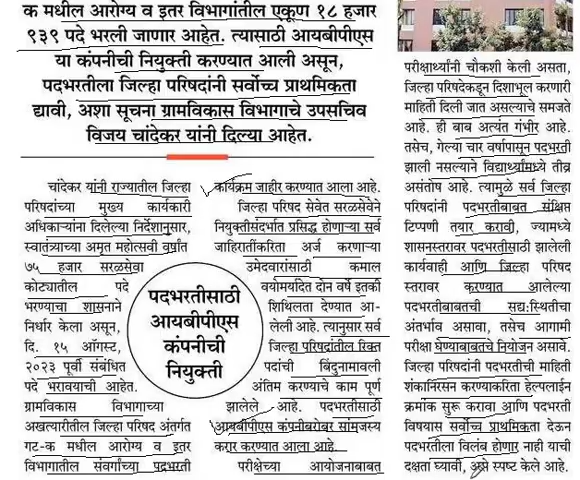 क मधील आरोग्य व इतर विभागांतील एकूण १८ हजार
९३९ पदे भरली जाणार आहेत. त्यासाठी आयबीपीएस
या कंपनीची नियुक्ती करण्यात आली असून,
पदभरतीला जिल्हा परिषदांनी सर्वोच्च प्राथमिकता
द्यावी, अशा सूचना ग्रामविकास विभागाचे उपसचिव
विजय चांदेकर यांनी दिल्या आहेत.
चांदेकर यांनी राज्यातील जिल्हा
परिषदांच्या मुख्य कार्यकारी
अधिकाऱ्यांना दिलेल्या निर्देशानुसार,
स्वातंत्र्याच्या अमृत महोत्सवी वर्षात
७५ हजार सरळसेवा
कोट्यातील पदे
भरण्याचा शासनाने
निर्धार केला असून,
दि. १५ ऑगस्ट,
२०२३ पूर्वी संबंधित
पदे भरावयाची आहेत.
ग्रामविकास विभागाच्या
अखत्यारीतील जिल्हा परिषद अंतर्गत
गट-क मधील आरोग्य व इतर
विभागातील संवर्गाच्या पदभरती
पदभरतीसाठी
आयबीपीएस
कंपनीची
नियुक्ती
कार्यक्रम जाहीर करण्यात आला आहे.
जिल्हा परिषद सेवेत सरळसेवेने
नियुक्तीसंदर्भात प्रसिद्ध होणाऱ्या सर्व
जाहिरातींकरिता अर्ज करणाऱ्या
उमेदवारांसाठी कमाल
वयोमर्यादेत दोन वर्षे इतकी
शिथिलता देण्यात आ-
लेली आहे. त्यानुसार सर्व
जिल्हा परिषदांतील रिक्त
पदांची बिंदुनामावली
अंतिम करण्याचे काम पूर्ण
झालेले आहे. पदभरतीसाठी
आयबीपीएस कंपनीबरोबर सामंजस्य
करार करण्यात आला आहे.
परीक्षेच्या आयोजनाबाबत
परीक्षार्थ्यांनी चौकशी केली असता,
जिल्हा परिषदेकडून दिशाभूल करणारी
माहिती दिली जात असल्याचे समजते
आहे. ही बाब अत्यंत गंभीर आहे.
तसेच, गेल्या चार वर्षांपासून पदभरती
झाली नसल्याने विद्यार्थ्यांमध्ये तीव्र
असंतोष आहे. त्यामुळे सर्व जिल्हा
परिषदांनी पदभरतीबाबत संक्षिप्त
टिप्पणी तयार करावी, ज्यामध्ये
शासनस्तरावर पदभरतीसाठी झालेली
कार्यवाही आणि जिल्हा परिषद
स्तरावर करण्यात आलेल्या
पदभरतीबाबतची सद्य:स्थितीचा
अंतर्भाव असावा, तसेच आगामी
परीक्षा घेण्याबाबतचे नियोजन असावे.
जिल्हा परिषदांनी पदभरतीची माहिती
शंकानिरसन करण्याकरिता हेल्पलाईन
क्रमांक सुरू करावा आणि पदभरती
विषयास सर्वोच्च प्राथमिकता देऊन
पदभरतीला विलंब होणार नाही याची
दक्षता घ्यावी, असे स्पष्ट केले आहे.